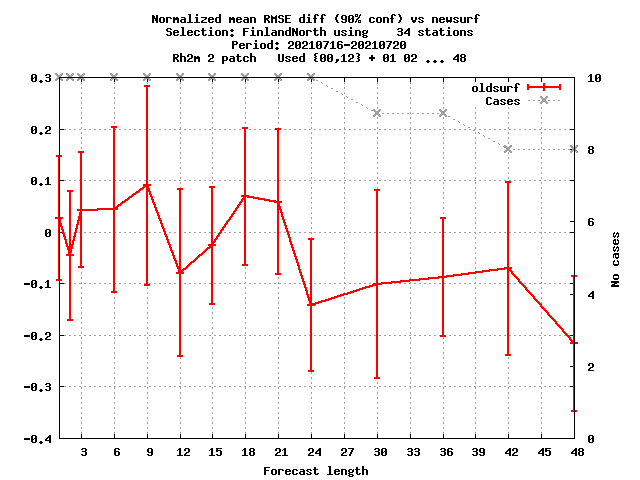 Normalized mean RMSE diff (90% conf) vs newsurf
Selection: FinlandNorth using    34 stations
Period: 20210716-20210720
Rh2m 2 patch   Used {00,12} + 01 02 ... 48
oldsurf
Cases
0.3
0.2
0.1
0
-0.1
-0.2
-0.3
-0.4
10
8
6
4
2
0
No cases
3 6 9 12 15 18 21 24 27 30 33 36 39 42 45 48
Forecast length